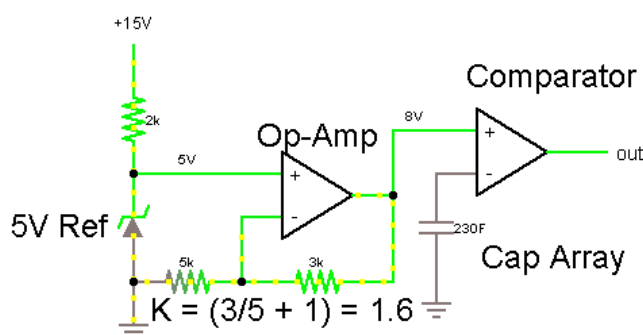 +15V
2k
5V
5V Ref
Op-Amp
+
-
5k
3k
K = (3/5 + 1) = 1.6
8V
Comparator
+
-
out
230F
Cap Array